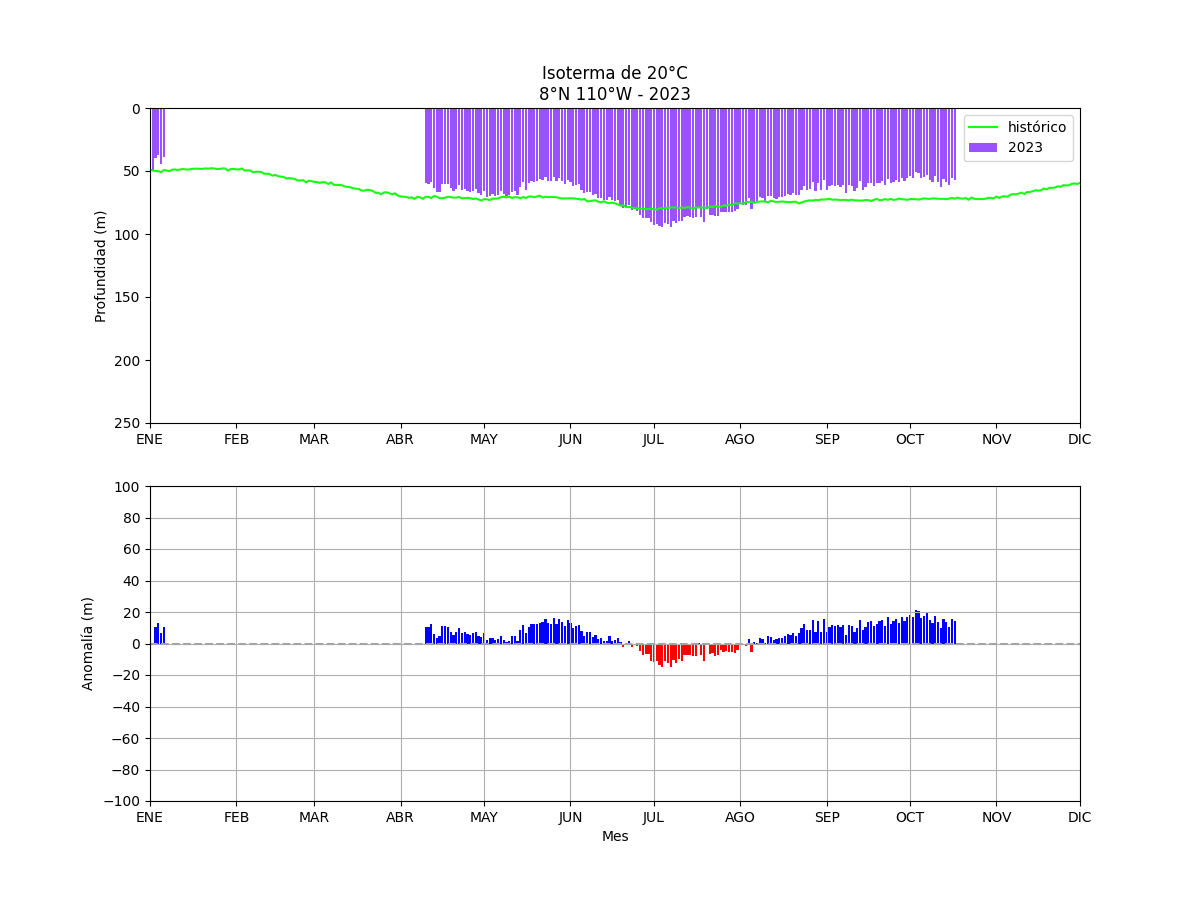 Isoterma de 20°C
8°N 110°W - 2023
histórico
2023
Profundidad (m)
0
50
100
150
200
250
ENE FEB MAR ABR MAY JUN JUL AGO SEP OCT NOV DIC
Anomalía (m)
100
80
60
40
20
0
−20
−40
−60
−80
−100
ENE FEB MAR ABR MAY JUN JUL AGO SEP OCT NOV DIC
Mes